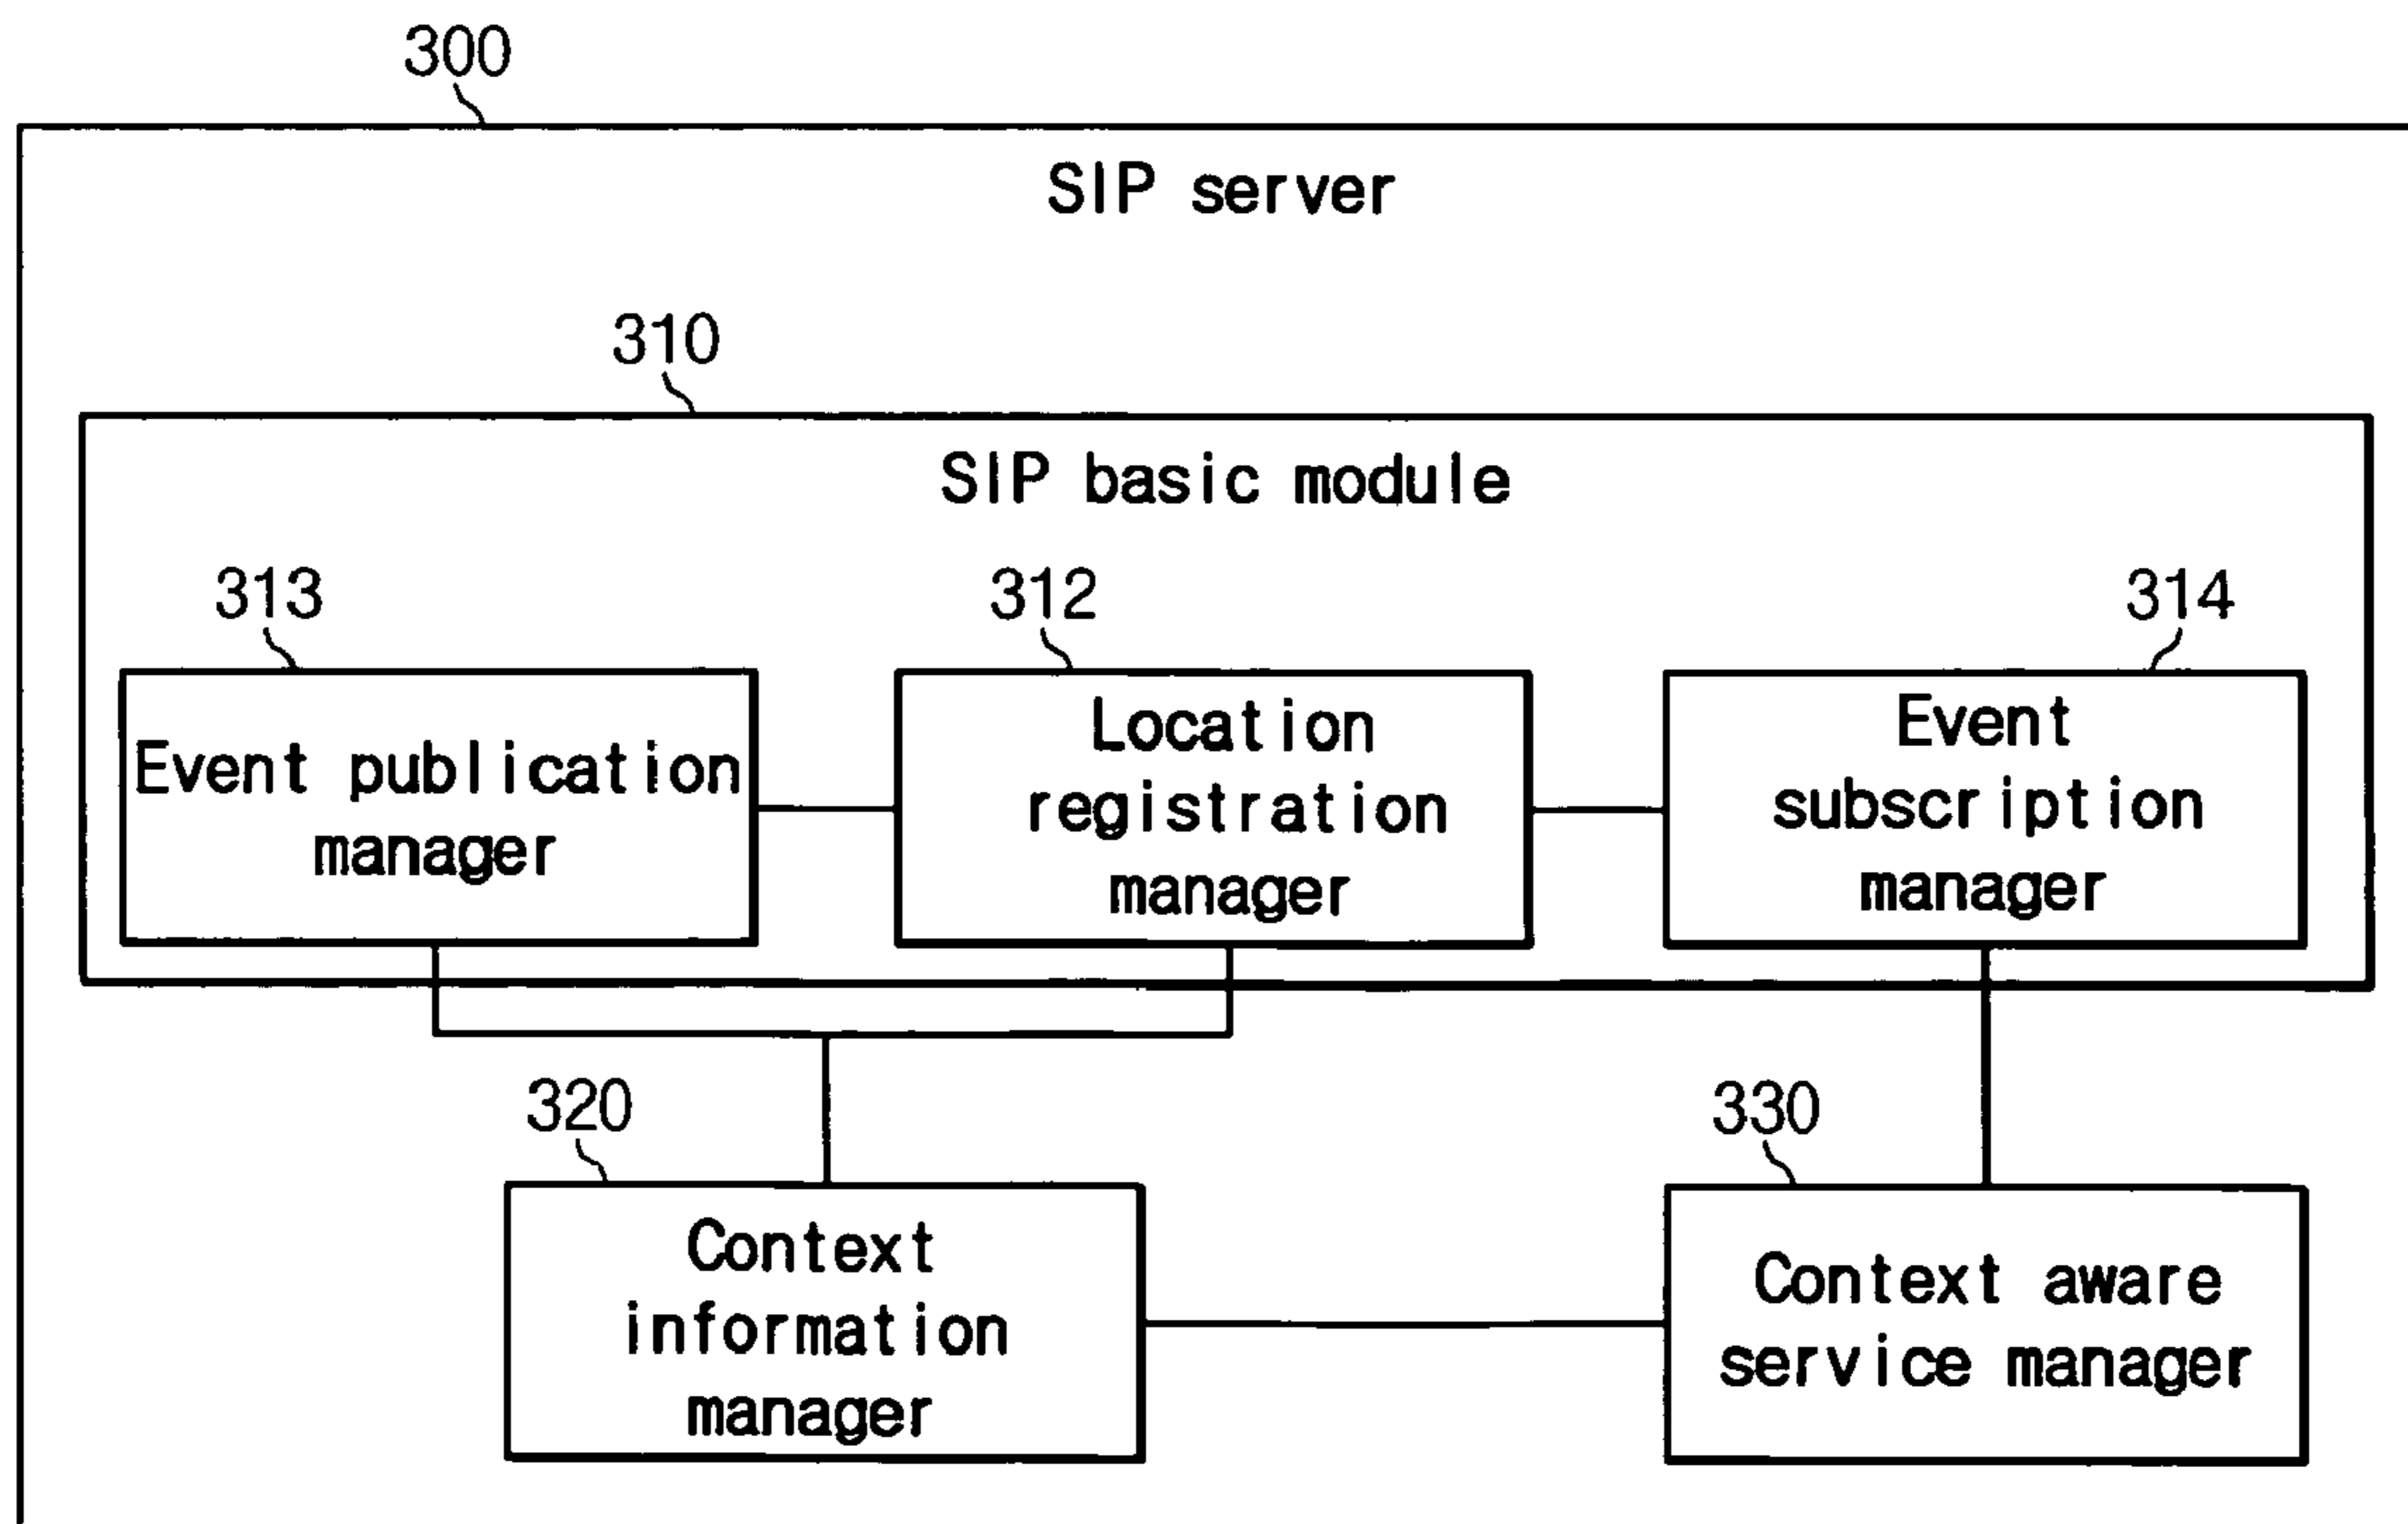 300
SIP server
310
SIP basic module
313
312
314
Event publication
manager
Location
registration
manager
Event
subscription
manager
320
330
Context
information
manager
Context aware
service manager